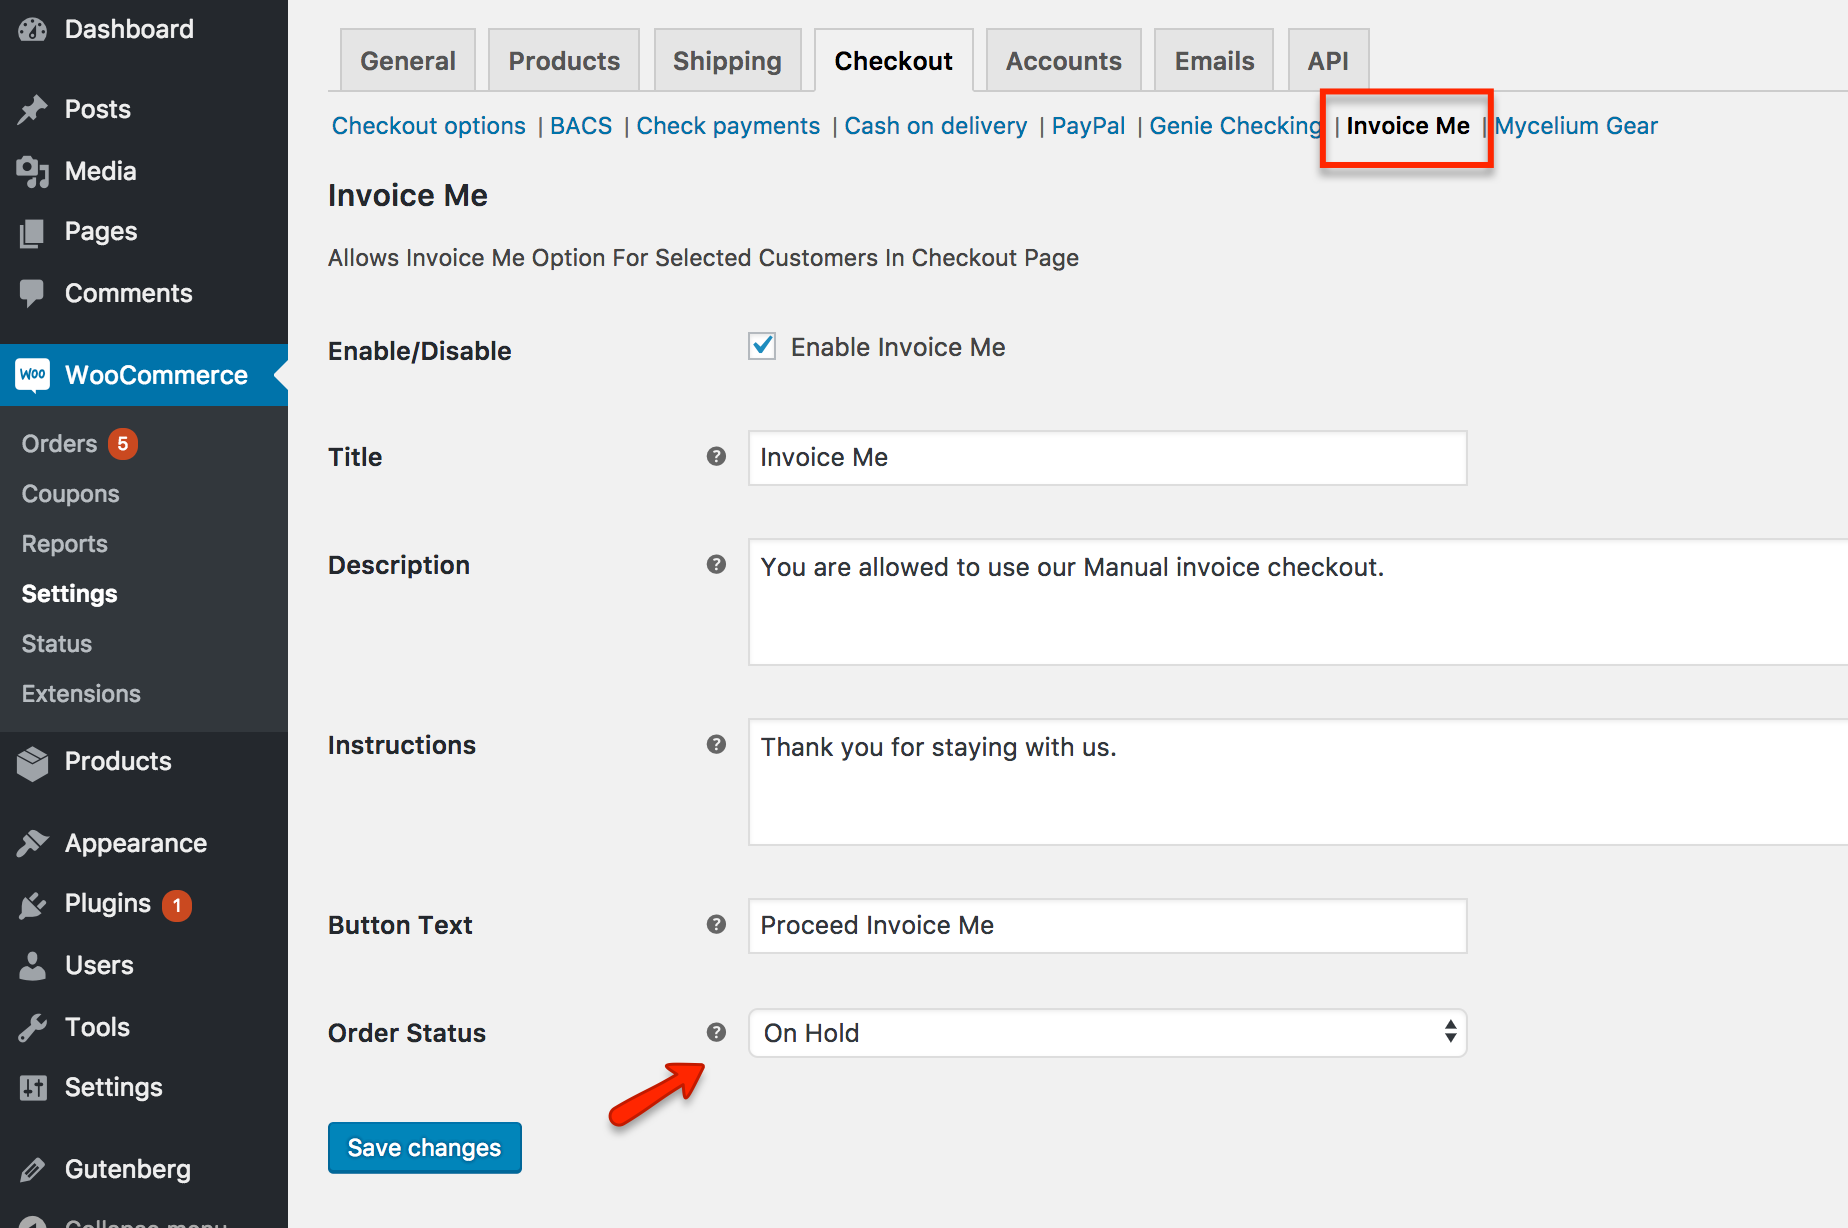 Dashboard
Posts
Media
Pages
Comments
woo WooCommerce
Orders 5
Coupons
Reports
Settings
Status
Extensions
Products
Appearance
Plugins 1
Users
Tools
Settings
Gutenberg
Collapse menu
General Products Shipping Checkout Accounts Emails API
Checkout options | BACS | Check payments | Cash on delivery | PayPal | Genie Checking | Invoice Me | Mycelium Gear
Invoice Me
Allows Invoice Me Option For Selected Customers In Checkout Page
Enable/Disable Enable Invoice Me
Title ? Invoice Me
Description ? You are allowed to use our Manual invoice checkout.
Instructions ? Thank you for staying with us.
Button Text ? Proceed Invoice Me
Order Status ? On Hold
Save changes